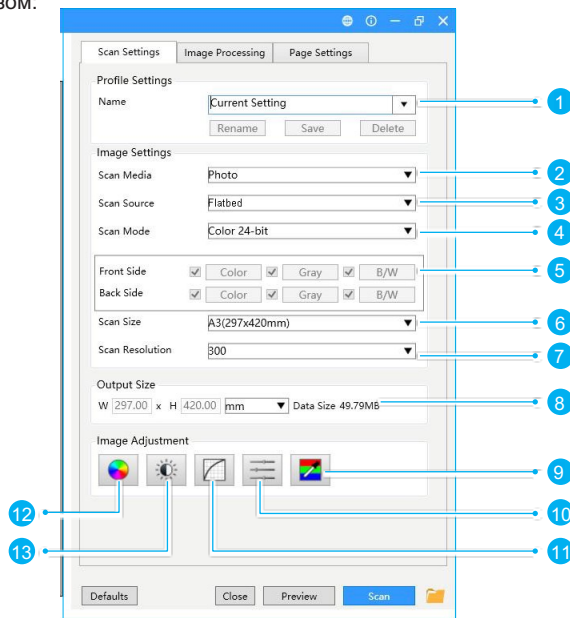 зом.
Scan Settings Image Processing Page Settings
Profile Settings
Name Current Setting 1
Rename Save Delete
Image Settings
Scan Media Photo 2
Scan Source Flatbed 3
Scan Mode Color 24-bit 4
Front Side Color Gray B/W 5
Back Side Color Gray B/W
Scan Size A3(297x420mm) 6
Scan Resolution 300 7
Output Size
W 297.00 x H 420.00 mm Data Size 49.79MB 8
Image Adjustment
9
12 10
13 11
Defaults Close Preview Scan